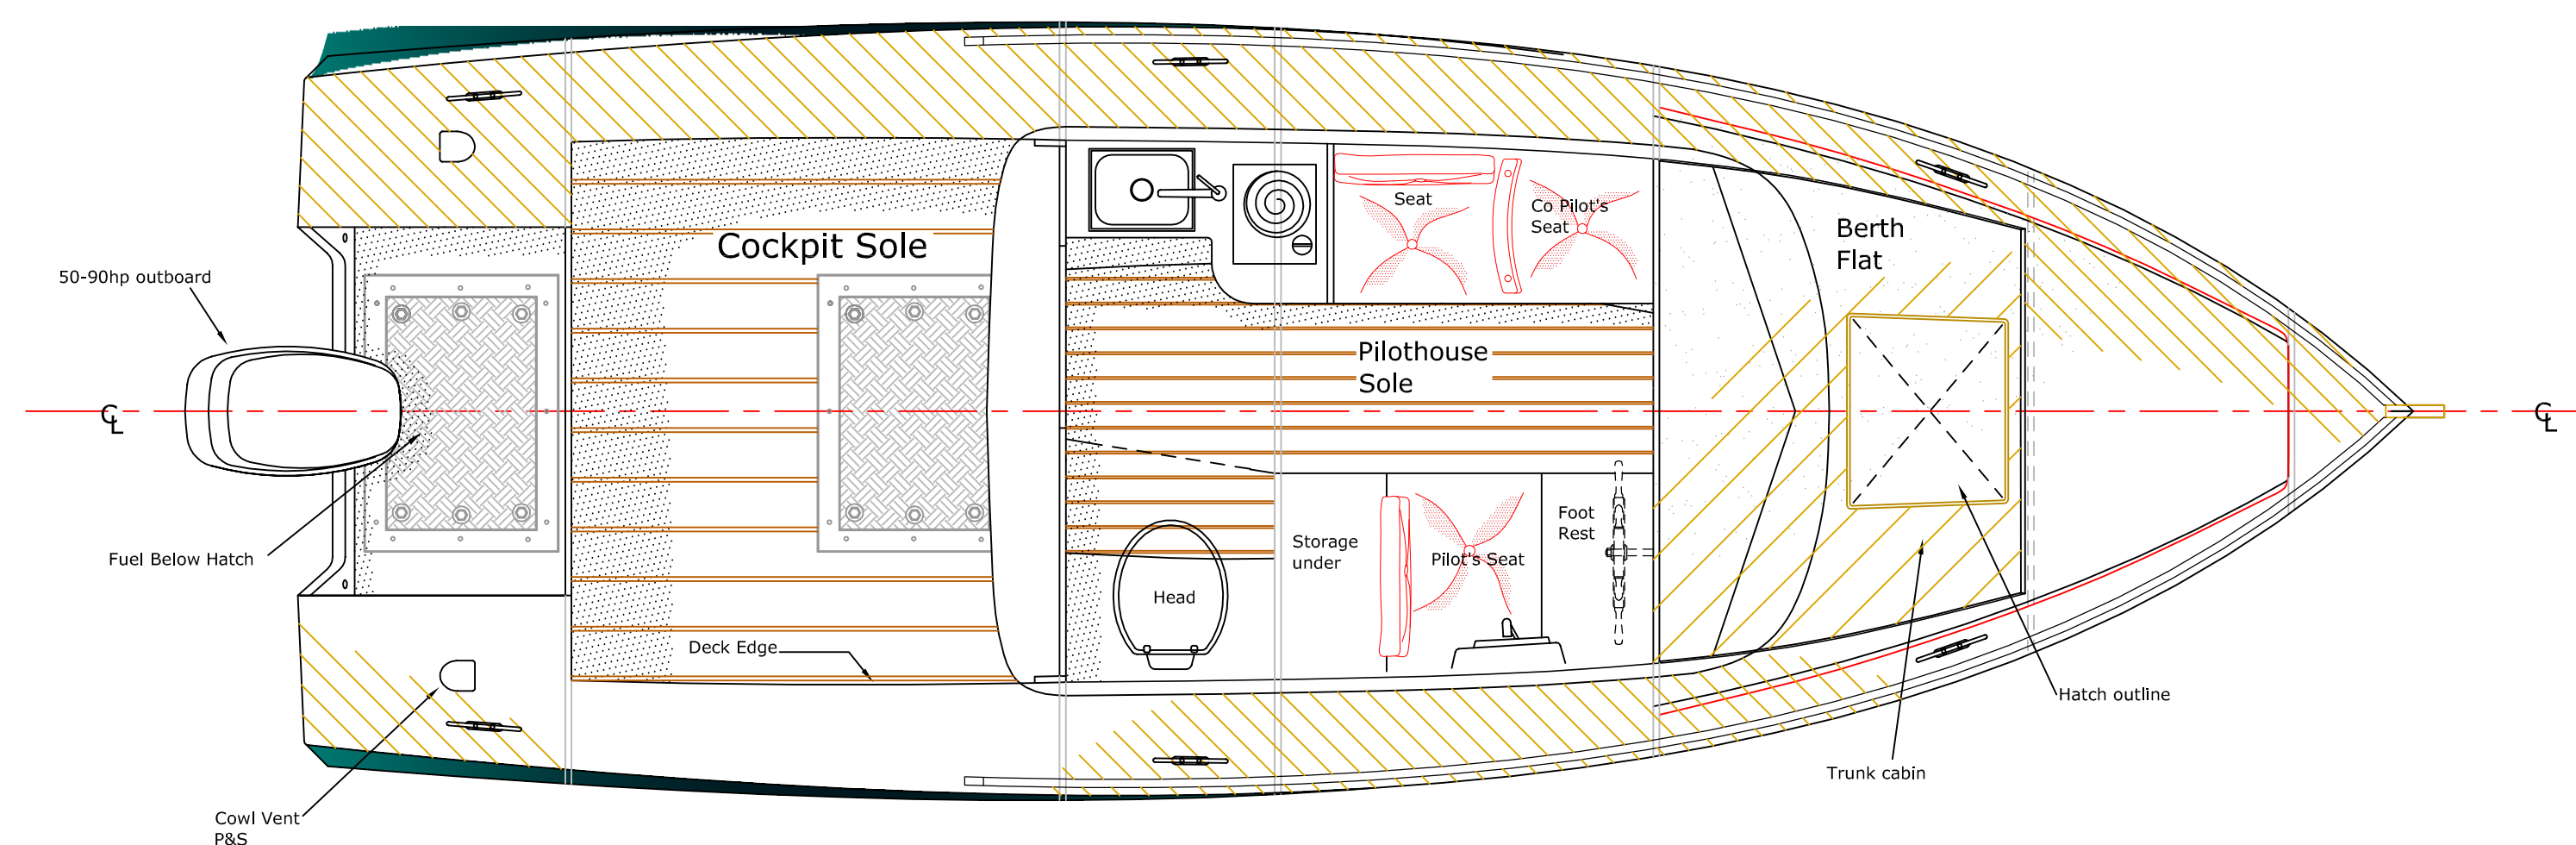 Cockpit Sole
Seat
Co Pilot's
Seat
Berth
Flat
50-90hp outboard
Pilothouse
Sole
CL
CL
Foot
Rest
Storage
under
Pilot's Seat
Fuel Below Hatch
Head
Deck Edge
Hatch outline
Trunk cabin
Cowl Vent
P&S